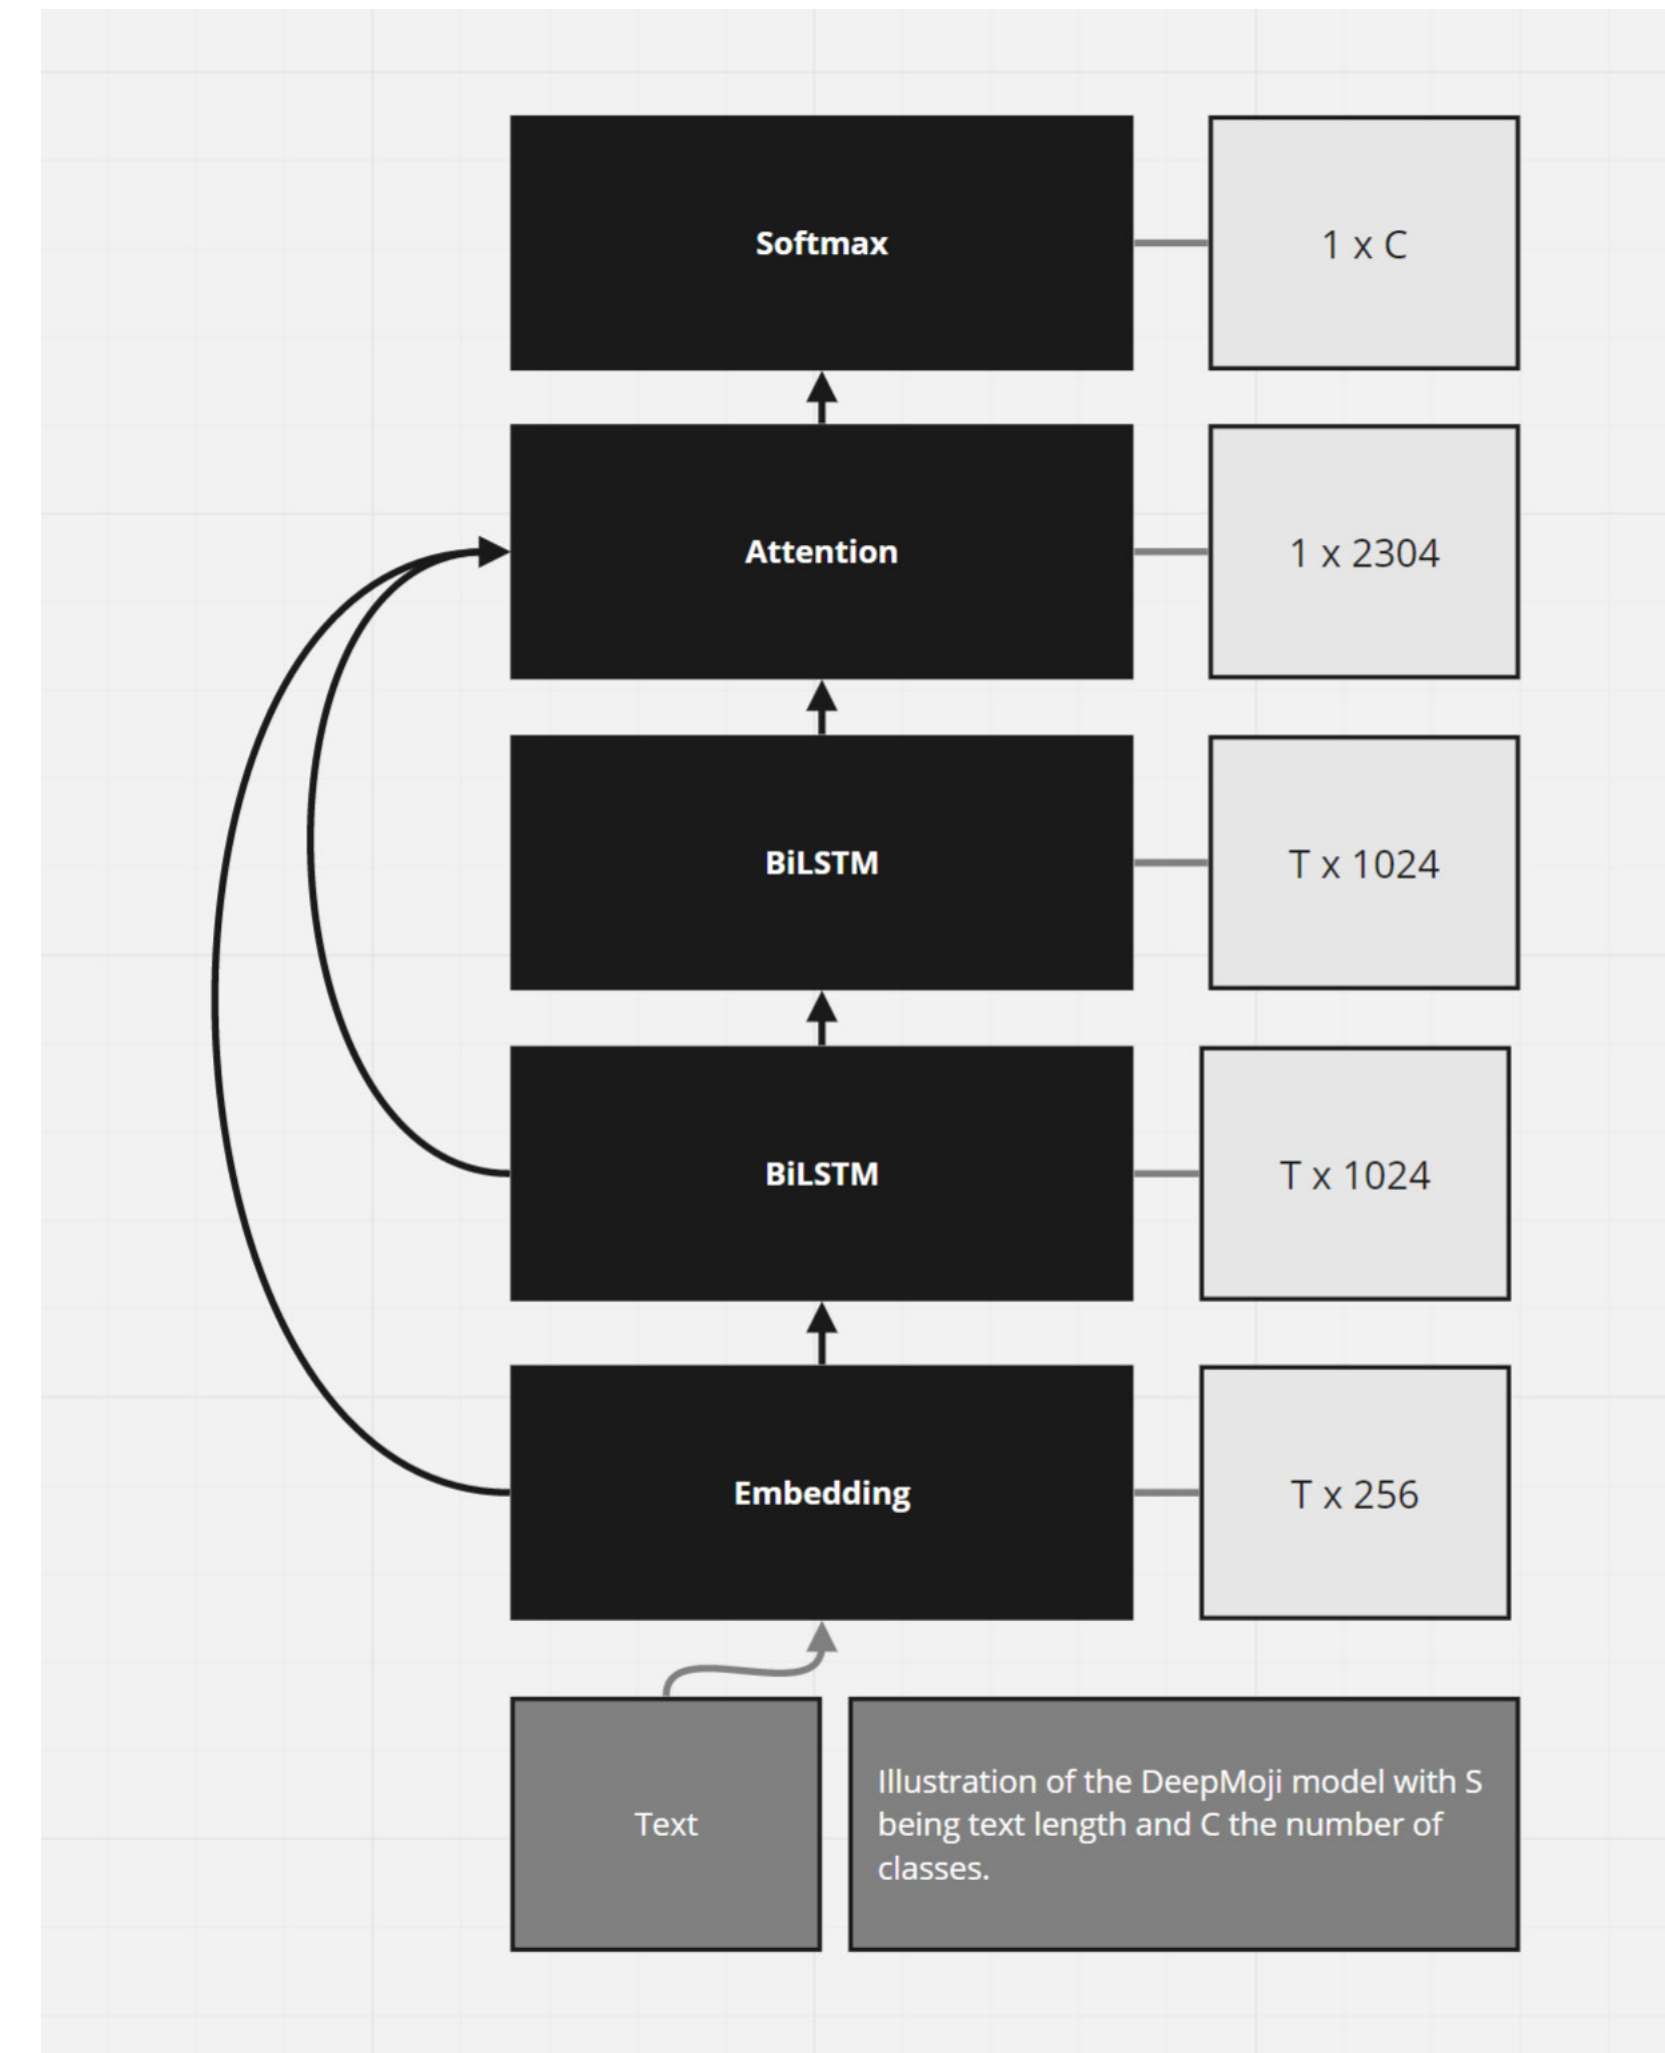 Softmax
1 x C
Attention
1 x 2304
BiLSTM
T x 1024
BiLSTM
T x 1024
Embedding
T x 256
Text
Illustration of the DeepMoji model with S
being text length and C the number of
classes.